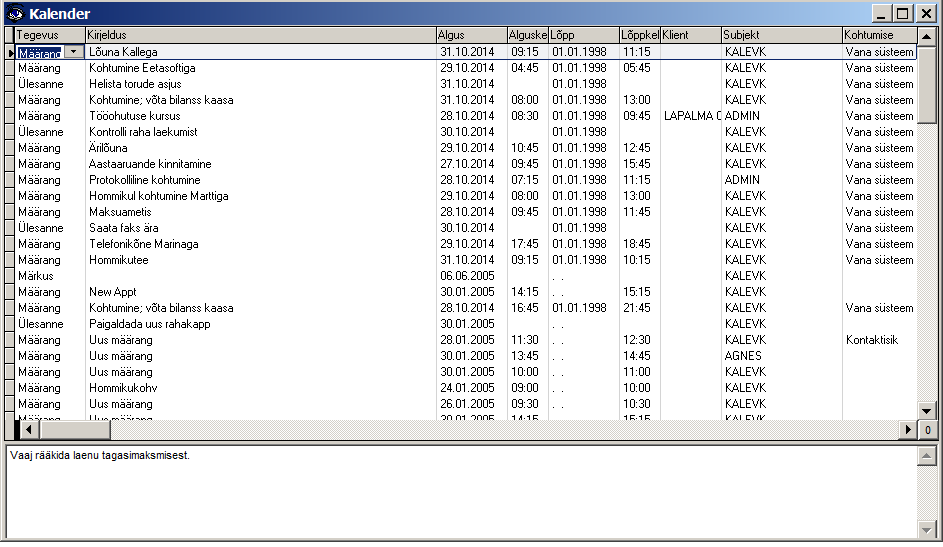 Kalender
Tegevus Kirjeldus Algus Alguske Lõpp Lõppkel Klient Subjekt Kohtumise
Määrang Lõuna Kallega 31.10.2014 09:15 01.01.1998 11:15 KALEVK Vana süsteem
Määrang Kohtumine Eetasoftiga 29.10.2014 04:45 01.01.1998 05:45 KALEVK Vana süsteem
Ülesanne Helista torude asjus 31.10.2014 01.01.1998 KALEVK Vana süsteem
Määrang Kohtumine; võta bilanss kaasa 31.10.2014 08:00 01.01.1998 13:00 KALEVK Vana süsteem
Määrang Tööohutuse kursus 28.10.2014 08:30 01.01.1998 09:45 LAPALMA ADMIN Vana süsteem
Ülesanne Kontrolli raha laekumist 30.10.2014 01.01.1998 KALEVK Vana süsteem
Määrang Ärilõuna 29.10.2014 10:45 01.01.1998 12:45 KALEVK Vana süsteem
Määrang Aastaaruande kinnitamine 27.10.2014 09:45 01.01.1998 15:45 KALEVK Vana süsteem
Määrang Protokolliline kohtumine 28.10.2014 07:15 01.01.1998 11:15 ADMIN Vana süsteem
Määrang Hommikul kohtumine Marttiga 29.10.2014 08:00 01.01.1998 13:00 KALEVK Vana süsteem
Määrang Maksuametis 28.10.2014 09:45 01.01.1998 11:45 KALEVK Vana süsteem
Ülesanne Saata faks ära 30.10.2014 01.01.1998 KALEVK Vana süsteem
Määrang Telefonikõne Marinaga 29.10.2014 17:45 01.01.1998 18:45 KALEVK Vana süsteem
Määrang Hommikutee 31.10.2014 09:15 01.01.1998 10:15 KALEVK Vana süsteem
Märkus 06.06.2005 . . KALEVK
Määrang New Appt 30.01.2005 14:15 . . 15:15 KALEVK
Määrang Kohtumine; võta bilanss kaasa 28.10.2014 16:45 01.01.1998 21:45 KALEVK Vana süsteem
Ülesanne Paigaldada uus rahakapp 30.01.2005 . . KALEVK
Määrang Uus määrang 28.01.2005 11:30 . . 12:30 KALEVK Kontaktisik
Määrang Uus määrang 30.01.2005 13:45 . . 14:45 AGNES
Määrang Uus määrang 30.01.2005 10:00 . . 11:00 KALEVK
Määrang Hommikukohv 24.01.2005 09:00 . . 10:00 KALEVK
Määrang Uus määrang 26.01.2005 09:30 . . 10:30 KALEVK
Määrang Uus määrang 30.01.2005 14:15 . . 15:15 KALEVK
0
Vaaj rääkida laenu tagasimaksmisest.